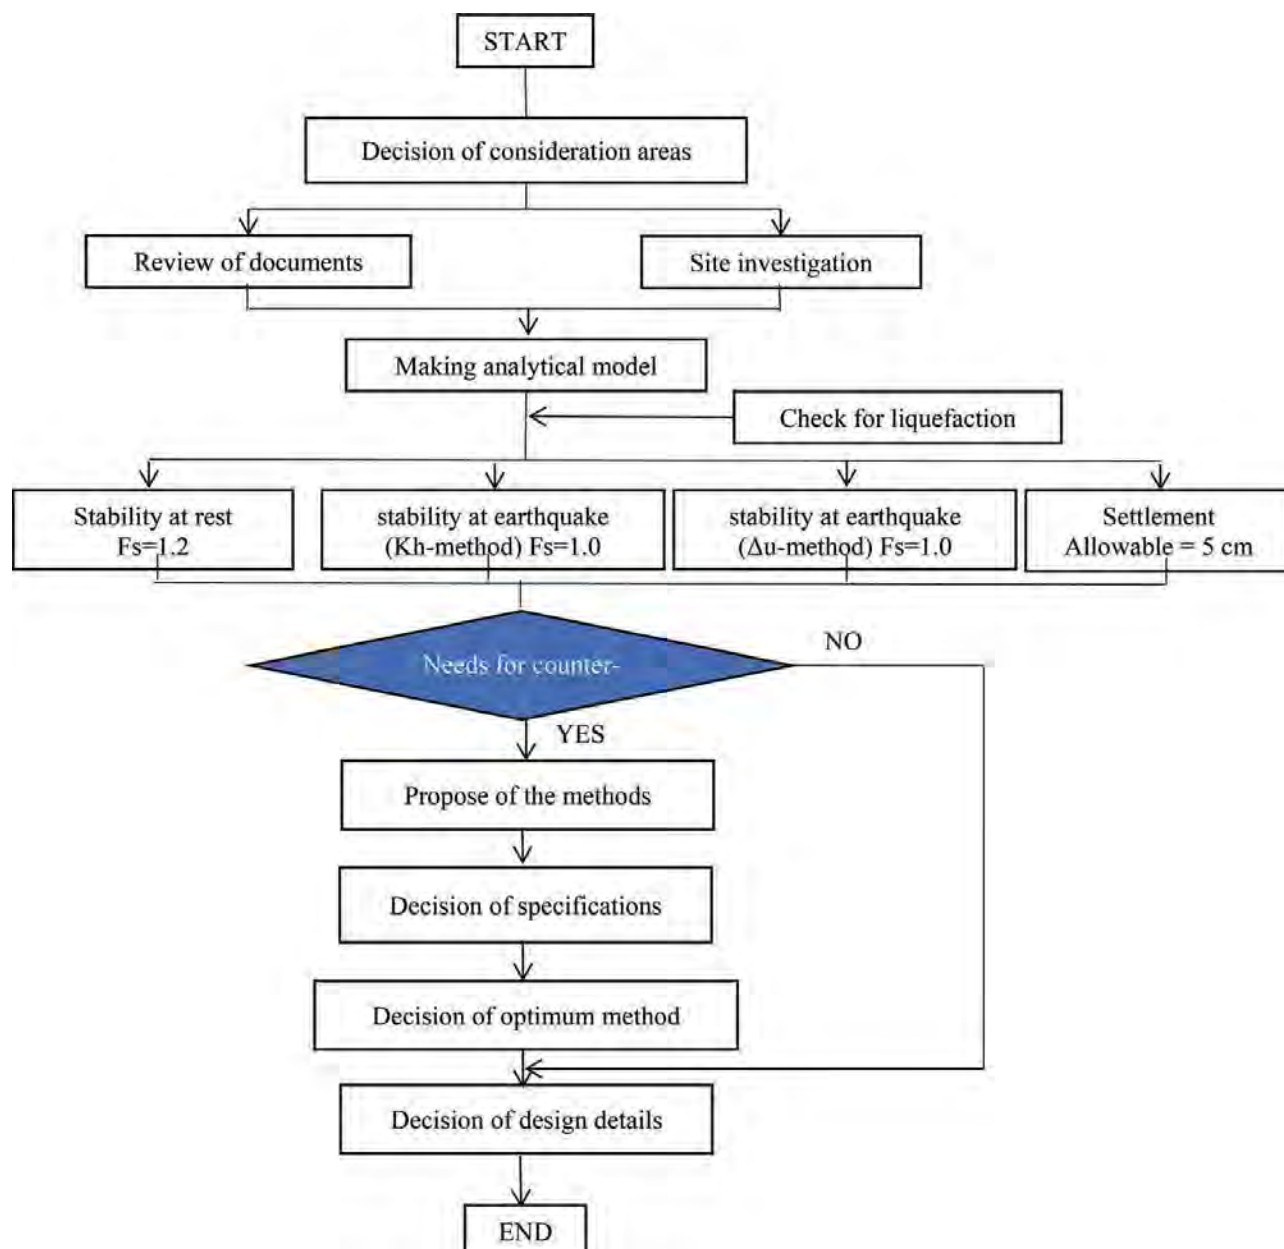 START
Decision of consideration areas
Review of documents
Site investigation
Making analytical model
Check for liquefaction
Stability at rest
Fs=1.2
stability at earthquake
(Kh-method) Fs=1.0
stability at earthquake
(Δu-method) Fs=1.0
Settlement
Allowable = 5 cm
Needs for counter-
NO
YES
Propose of the methods
Decision of specifications
Decision of optimum method
Decision of design details
END